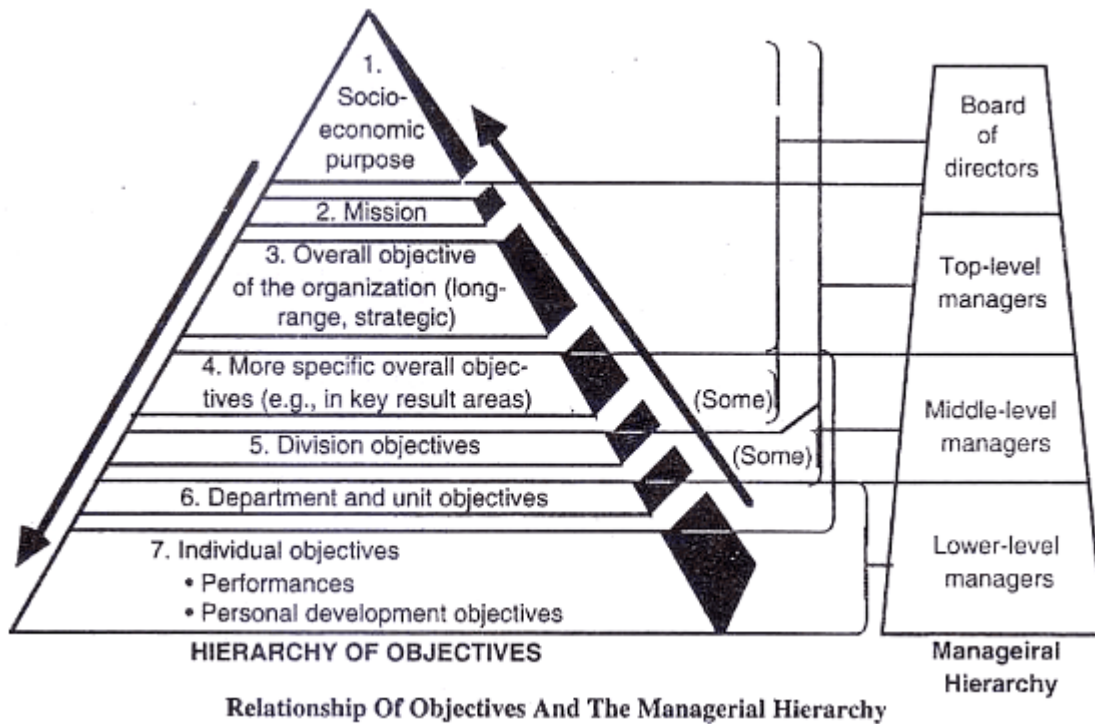 1.
Socio-
economic
purpose
2. Mission
3. Overall objective
of the organization (long-
range, strategic)
4. More specific overall objec-
tives (e.g., in key result areas)
5. Division objectives
6. Department and unit objectives
7. Individual objectives
• Performances
• Personal development objectives
HIERARCHY OF OBJECTIVES
(Some)
(Some)
Board
of
directors
Top-level
managers
Middle-level
managers
Lower-level
managers
Manageiral
Hierarchy
Relationship Of Objectives And The Managerial Hierarchy